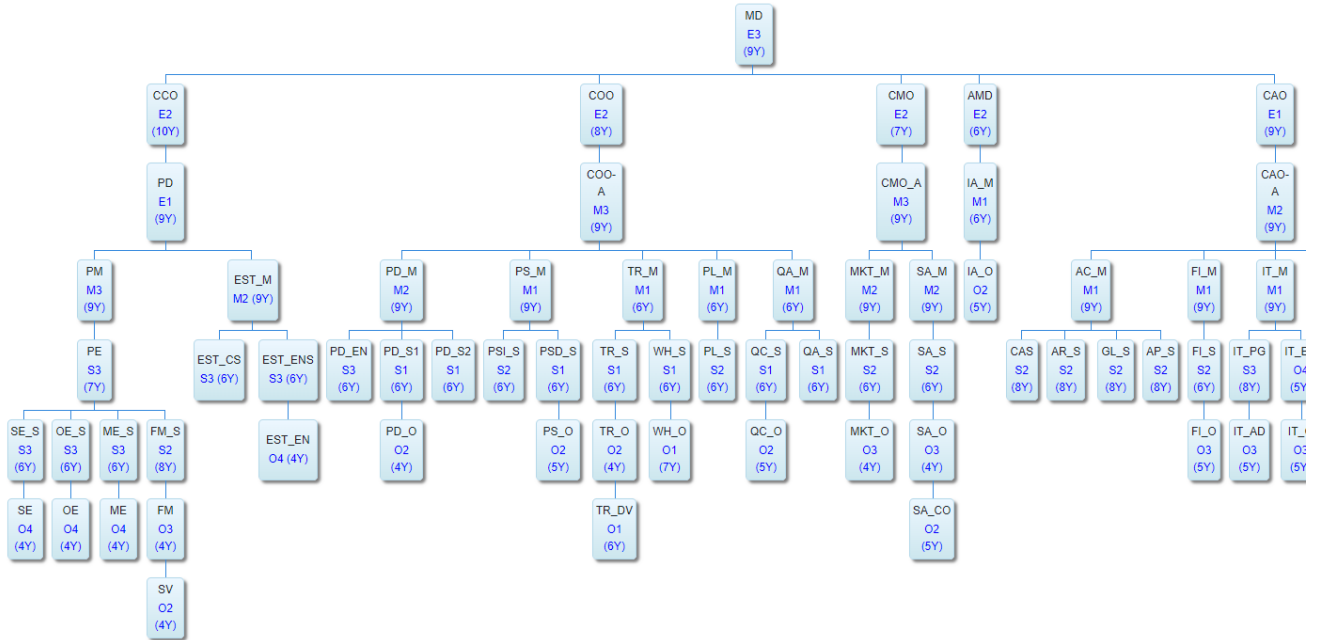 MD
E3
(9Y)
CCO
E2
(10Y)
COO
E2
(8Y)
CMO
E2
(7Y)
AMD
E2
(6Y)
CAO
E1
(9Y)
PD
E1
(9Y)
COO-
A
M3
(9Y)
CMO_A
M3
(9Y)
IA_M
M1
(6Y)
CAO-
A
M2
(9Y)
PM
M3
(9Y)
EST_M
M2 (9Y)
PD_M
M2
(9Y)
PS_M
M1
(9Y)
TR_M
M1
(6Y)
PL_M
M1
(6Y)
QA_M
M1
(6Y)
MKT_M
M2
(9Y)
SA_M
M2
(9Y)
IA_O
O2
(5Y)
AC_M
M1
(9Y)
FI_M
M1
(9Y)
IT_M
M1
(9Y)
PE
S3
(7Y)
EST_CS
S3 (6Y)
EST_ENS
S3 (6Y)
PD_EN
S3
(6Y)
PD_S1
S1
(6Y)
PD_S2
S1
(6Y)
PSI_S
S2
(6Y)
PSD_S
S1
(6Y)
TR_S
S1
(6Y)
WH_S
S1
(6Y)
PL_S
S2
(6Y)
QC_S
S1
(6Y)
QA_S
S1
(6Y)
MKT_S
S2
(6Y)
SA_S
S2
(6Y)
CAS
S2
(8Y)
AR_S
S2
(8Y)
GL_S
S2
(8Y)
AP_S
S2
(8Y)
FI_S
S2
(6Y)
IT_PG
S3
(8Y)
O4
(5Y
SE_S
S3
(6Y)
OE_S
S3
(6Y)
ME_S
S3
(6Y)
FM_S
S2
(8Y)
EST_EN
O4 (4Y)
PD_O
O2
(4Y)
PS_O
O2
(5Y)
TR_O
O2
(4Y)
WH_O
O1
(7Y)
QC_O
O2
(5Y)
MKT_O
O3
(4Y)
SA_O
O3
(4Y)
FI_O
O3
(5Y)
IT_AD
O3
(5Y)
O3
(5Y
SE
O4
(4Y)
OE
O4
(4Y)
ME
O4
(4Y)
FM
O3
(4Y)
TR_DV
O1
(6Y)
SA_CO
O2
(5Y)
SV
O2
(4Y)